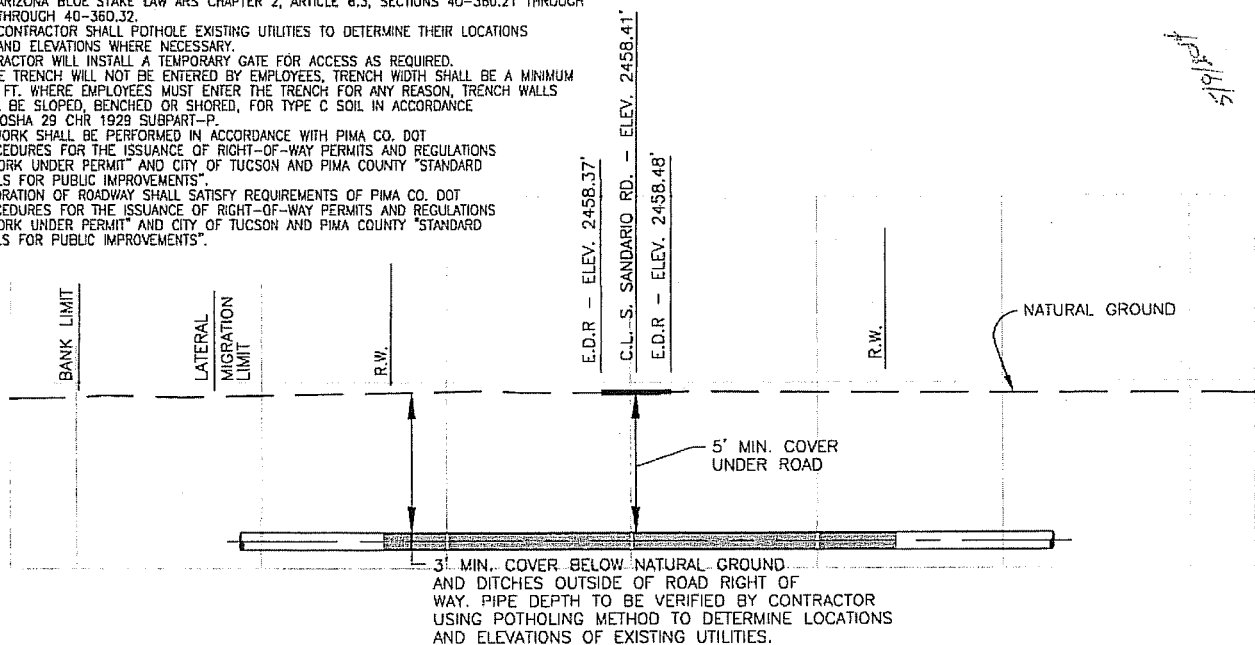 ARIZONA BLUE STAKE LAW ARS CHAPTER 2, ARTICLE 6.3, SECTIONS 40-360.21 THROUGH
THROUGH 40-360.32.
CONTRACTOR SHALL POTHOLE EXISTING UTILITIES TO DETERMINE THEIR LOCATIONS
AND ELEVATIONS WHERE NECESSARY.
RACTOR WILL INSTALL A TEMPORARY GATE FOR ACCESS AS REQUIRED.
E TRENCH WILL NOT BE ENTERED BY EMPLOYEES, TRENCH WIDTH SHALL BE A MINIMUM
FT. WHERE EMPLOYEES MUST ENTER THE TRENCH FOR ANY REASON, TRENCH WALLS
BE SLOPED, BENCHED OR SHORED, FOR TYPE C SOIL IN ACCORDANCE
OSHA 29 CHR 1929 SUBPART-P.
WORK SHALL BE PERFORMED IN ACCORDANCE WITH PIMA CO. DOT
CEDURES FOR THE ISSUANCE OF RIGHT-OF-WAY PERMITS AND REGULATIONS
ORK UNDER PERMIT" AND CITY OF TUCSON AND PIMA COUNTY "STANDARD
LS FOR PUBLIC IMPROVEMENTS".
ORATION OF ROADWAY SHALL SATISFY REQUIREMENTS OF PIMA CO. DOT
CEDURES FOR THE ISSUANCE OF RIGHT-OF-WAY PERMITS AND REGULATIONS
ORK UNDER PERMIT" AND CITY OF TUCSON AND PIMA COUNTY "STANDARD
LS FOR PUBLIC IMPROVEMENTS".
BANK LIMIT
LATERAL
MIGRATION
LIMIT
R.W.
E.D.R - ELEV. 2458.37'
C.L. S. SANDARIO RD. - ELEV. 2458.41'
E.D.R - ELEV. 2458.48'
R.W.
NATURAL GROUND
5' MIN. COVER
UNDER ROAD
3' MIN. COVER BELOW NATURAL GROUND
AND DITCHES OUTSIDE OF ROAD RIGHT OF
WAY. PIPE DEPTH TO BE VERIFIED BY CONTRACTOR
USING POTHOLING METHOD TO DETERMINE LOCATIONS
AND ELEVATIONS OF EXISTING UTILITIES.